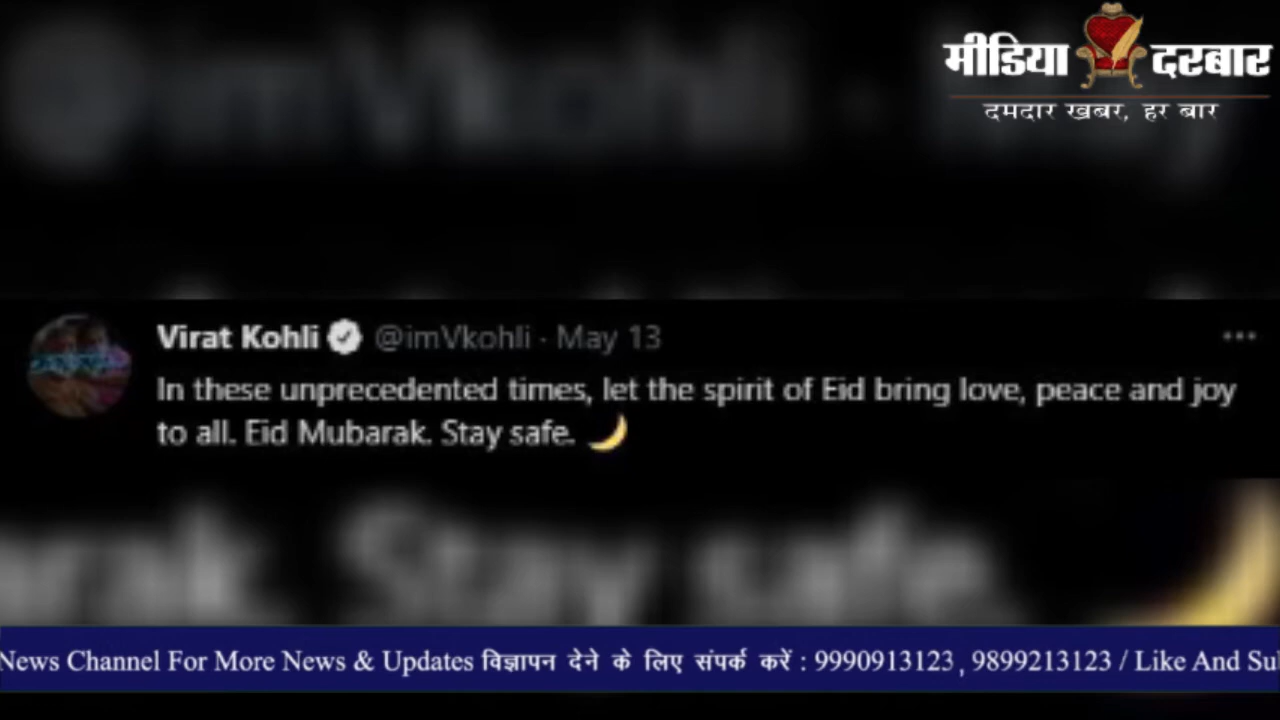 मीडिया दरबार
दमदार खबर, हर बार
Virat Kohli @imVkohli · May 13
In these unprecedented times, let the spirit of Eid bring love, peace and joy
to all. Eid Mubarak. Stay safe. 🌙
News Channel For More News & Updates विज्ञापन देने के लिए संपर्क करें : 9990913123, 9899213123 / Like And Su